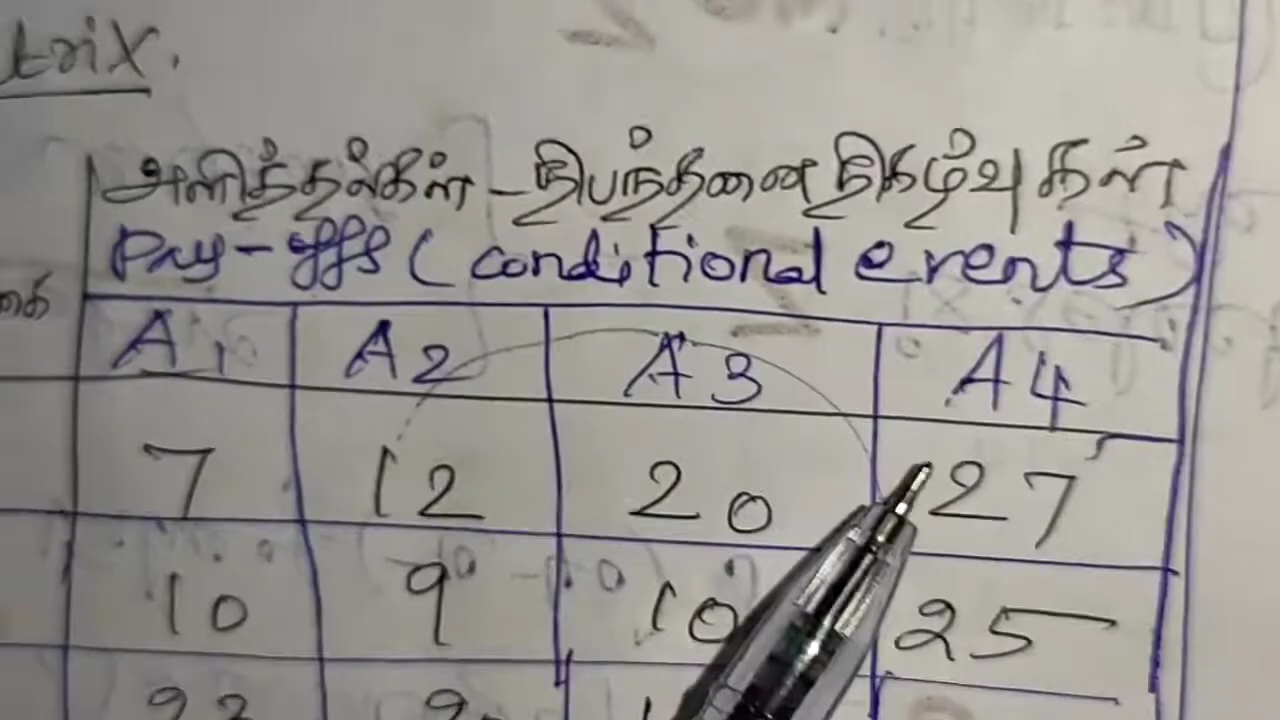 trix.
அளித்தல்கள் - நிபந்தனை நிகழ்வுகள்
Pay-offs (conditional events)
கை
A1 A2 A3 A4
7 12 20 27
10 9 10 25